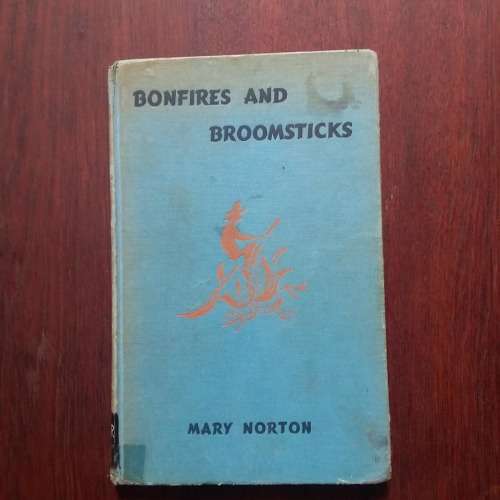 BONFIRES AND
BROOMSTICKS
MARY NORTON